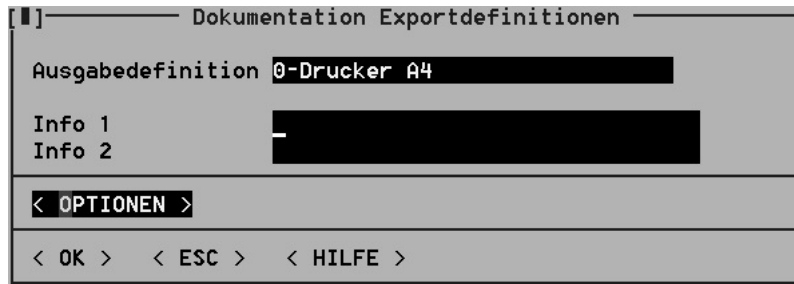 [▮] Dokumentation Exportdefinitionen
Ausgabedefinition 0-Drucker A4
Info 1
Info 2
< OPTIONEN >
< OK > < ESC > < HILFE >